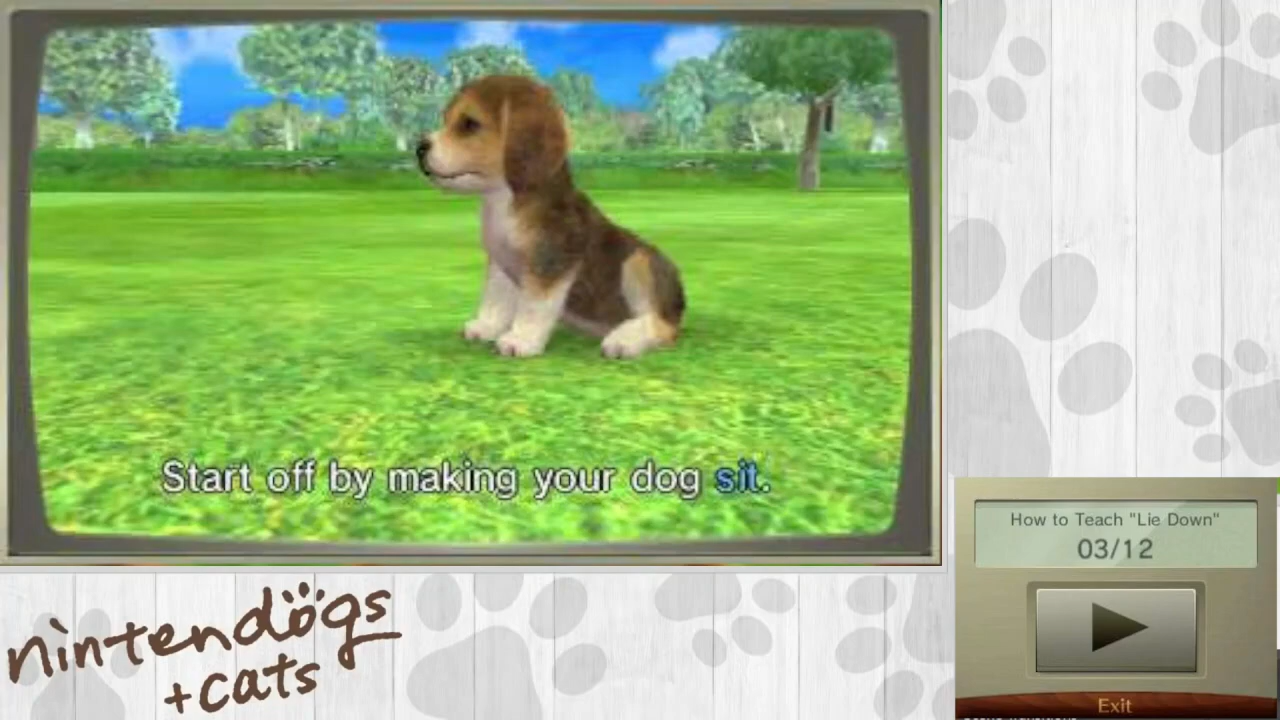 Start off by making your dog sit.
How to Teach "Lie Down"
03/12
Exit
nintendogs
+cats